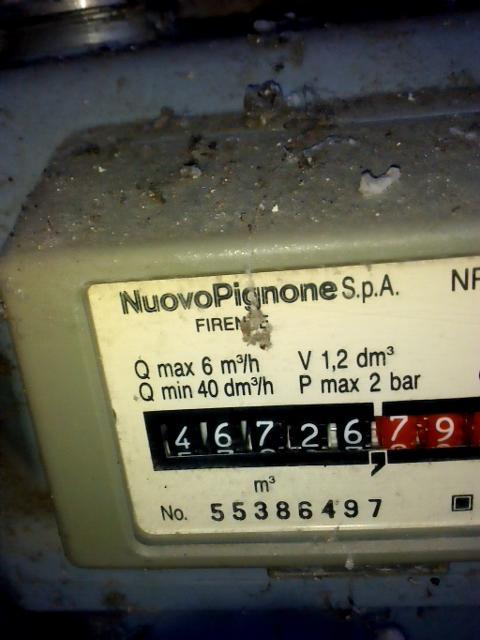 NuovoPignone S.p.A.
FIRENZE
Q max 6 m³/h V 1,2 dm³
Q min 40 dm³/h P max 2 bar
4 6 7 2 6 , 7 9
m³
No. 55386497